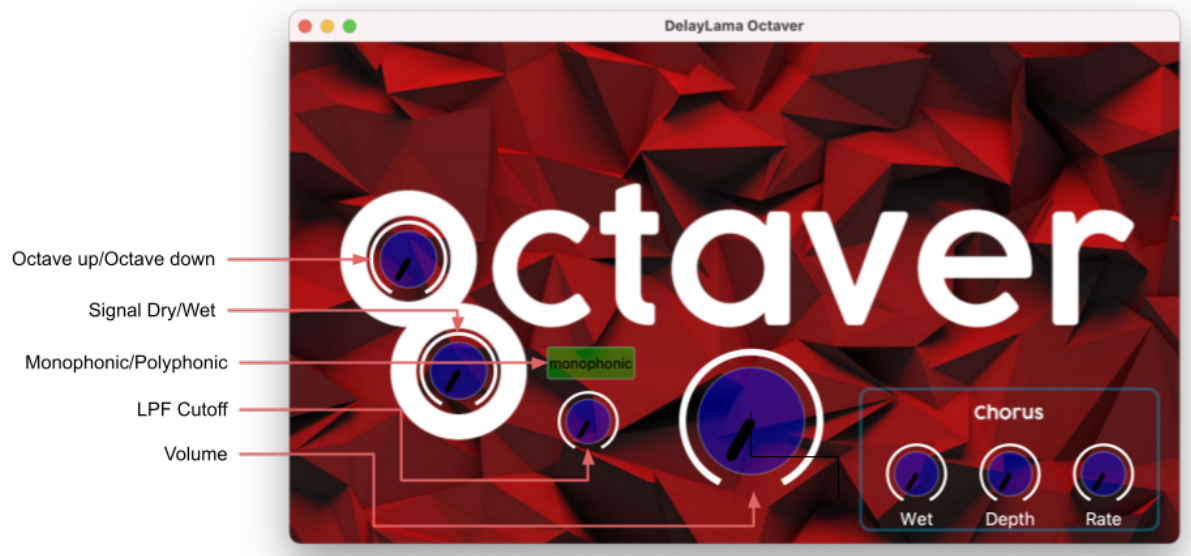 DelayLama Octaver
Octaver
Octave up/Octave down
Signal Dry/Wet
Monophonic/Polyphonic
monophonic
LPF Cutoff
Volume
Chorus
Wet
Depth
Rate